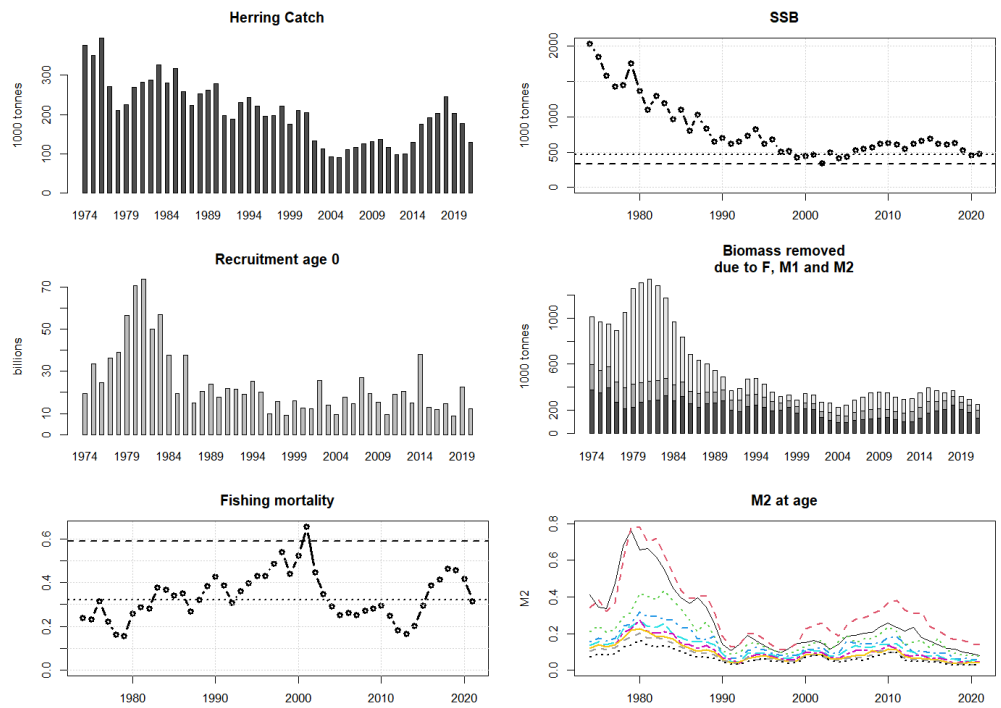 Herring Catch
1000 tonnes
0 100 200 300
1974 1979 1984 1989 1994 1999 2004 2009 2014 2019
SSB
1000 tonnes
0 500 1000 2000
1980 1990 2000 2010 2020
Recruitment age 0
billions
0 10 30 50 70
1974 1979 1984 1989 1994 1999 2004 2009 2014 2019
Biomass removed
due to F, M1 and M2
1000 tonnes
0 200 600 1000
1974 1979 1984 1989 1994 1999 2004 2009 2014 2019
Fishing mortality
0.0 0.2 0.4 0.6
1980 1990 2000 2010 2020
M2 at age
M2
0.0 0.2 0.4 0.6 0.8
1980 1990 2000 2010 2020